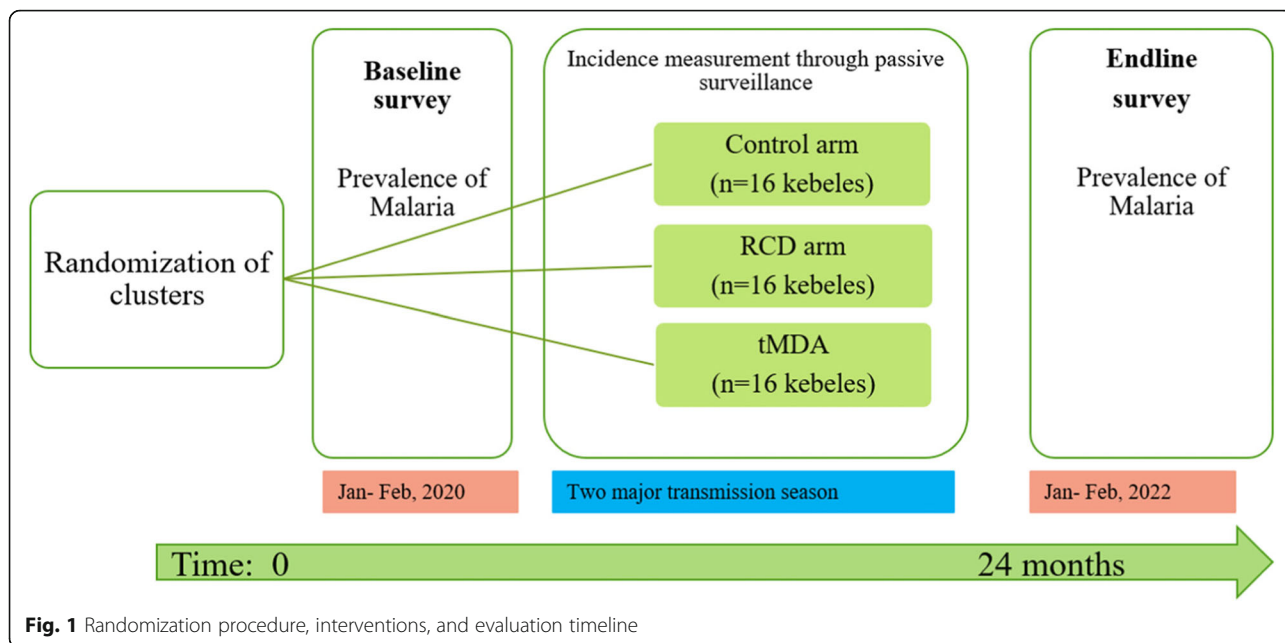 Randomization of
clusters
Baseline
survey
Prevalence of
Malaria
Incidence measurement through passive
surveillance
Control arm
(n=16 kebeles)
RCD arm
(n=16 kebeles)
tMDA
(n=16 kebeles)
Endline
survey
Prevalence of
Malaria
Jan- Feb, 2020
Two major transmission season
Jan- Feb, 2022
Time: 0
24 months
Fig. 1 Randomization procedure, interventions, and evaluation timeline